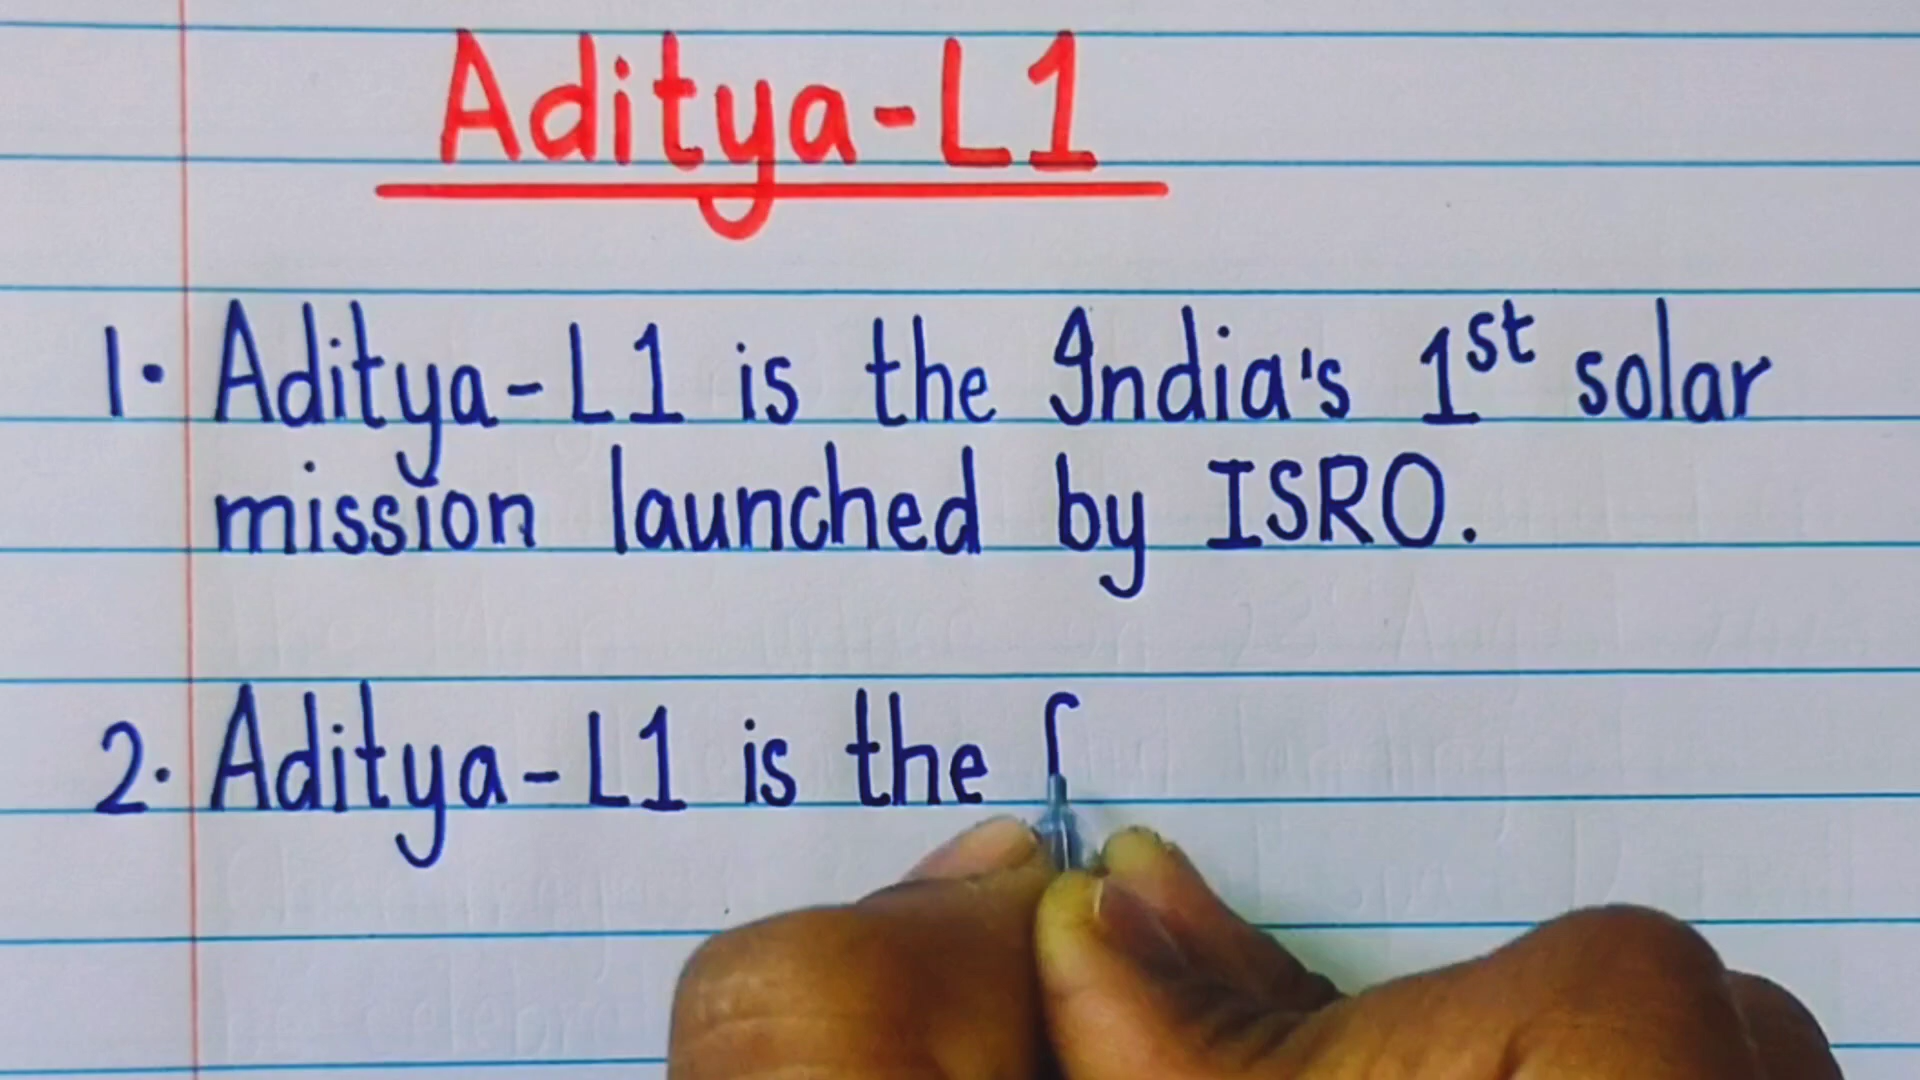 Aditya-L1
1. Aditya-L1 is the India's 1st solar
mission launched by ISRO.
2. Aditya-L1 is the